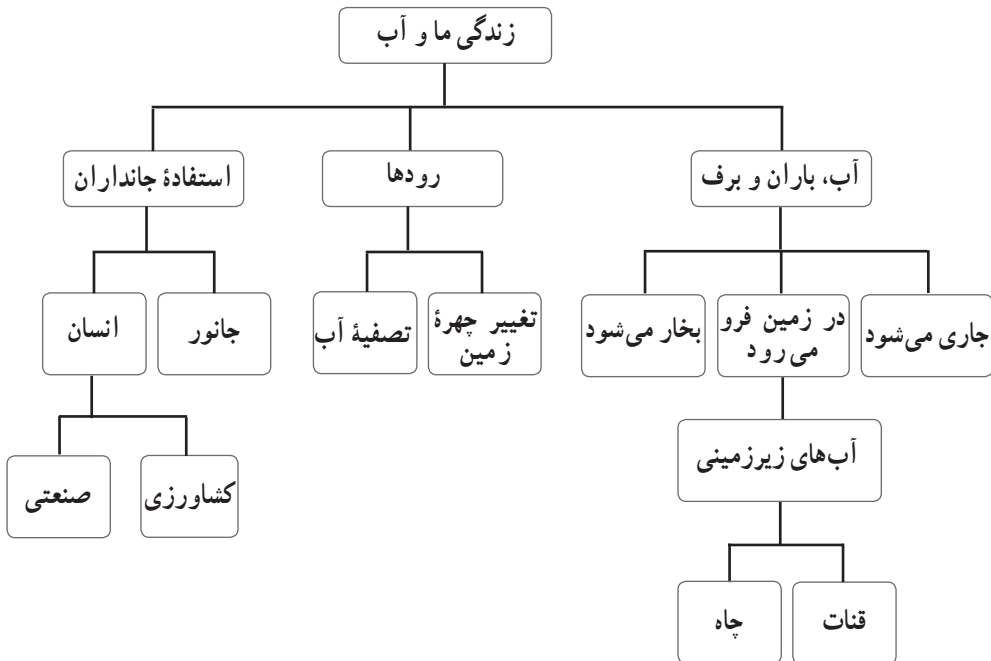 زندگی ما و آب
آب، باران و برف
رودها
استفادهٔ جانداران
جاری می‌شود
در زمین فرو
می‌رود
بخار می‌شود
تغییر چهرهٔ
زمین
تصفیهٔ آب
جانور
انسان
آب‌های زیرزمینی
کشاورزی
صنعتی
قنات
چاه